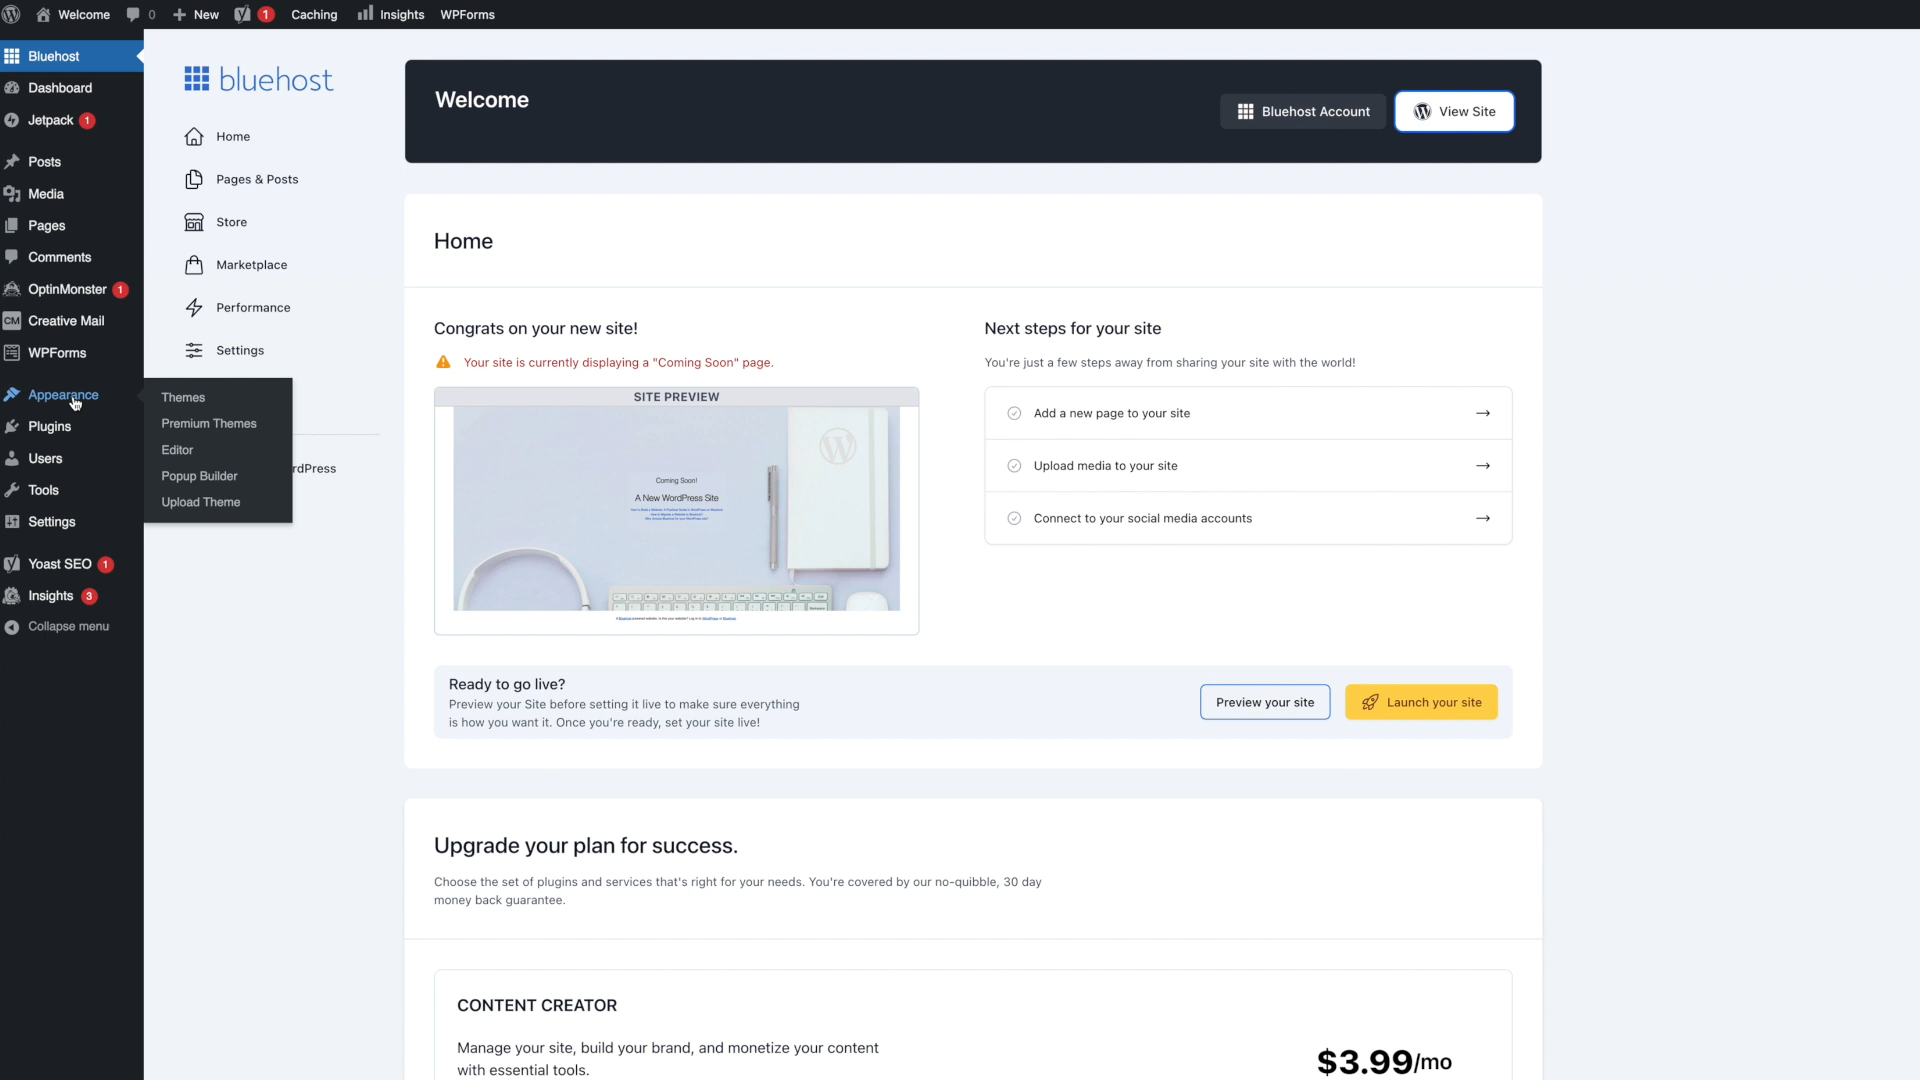 Welcome
0
New
1
Caching
Insights
WPForms
Bluehost
Dashboard
Jetpack 1
Posts
Media
Pages
Comments
OptinMonster 1
CM Creative Mail
WPForms
Appearance
Plugins
Users
Tools
Settings
Yoast SEO 1
Insights 3
Collapse menu
Themes
Premium Themes
Editor
Popup Builder
Upload Theme
bluehost
Home
Pages & Posts
Store
Marketplace
Performance
Settings
rdPress
Welcome
Bluehost Account
View Site
Home
Congrats on your new site!
Your site is currently displaying a "Coming Soon" page.
SITE PREVIEW
Coming Soon!
A New WordPress Site
Next steps for your site
You're just a few steps away from sharing your site with the world!
Add a new page to your site
Upload media to your site
Connect to your social media accounts
Ready to go live?
Preview your Site before setting it live to make sure everything
is how you want it. Once you're ready, set your site live!
Preview your site
Launch your site
Upgrade your plan for success.
Choose the set of plugins and services that's right for your needs. You're covered by our no-quibble, 30 day
money back guarantee.
CONTENT CREATOR
Manage your site, build your brand, and monetize your content
with essential tools.
$3.99/mo